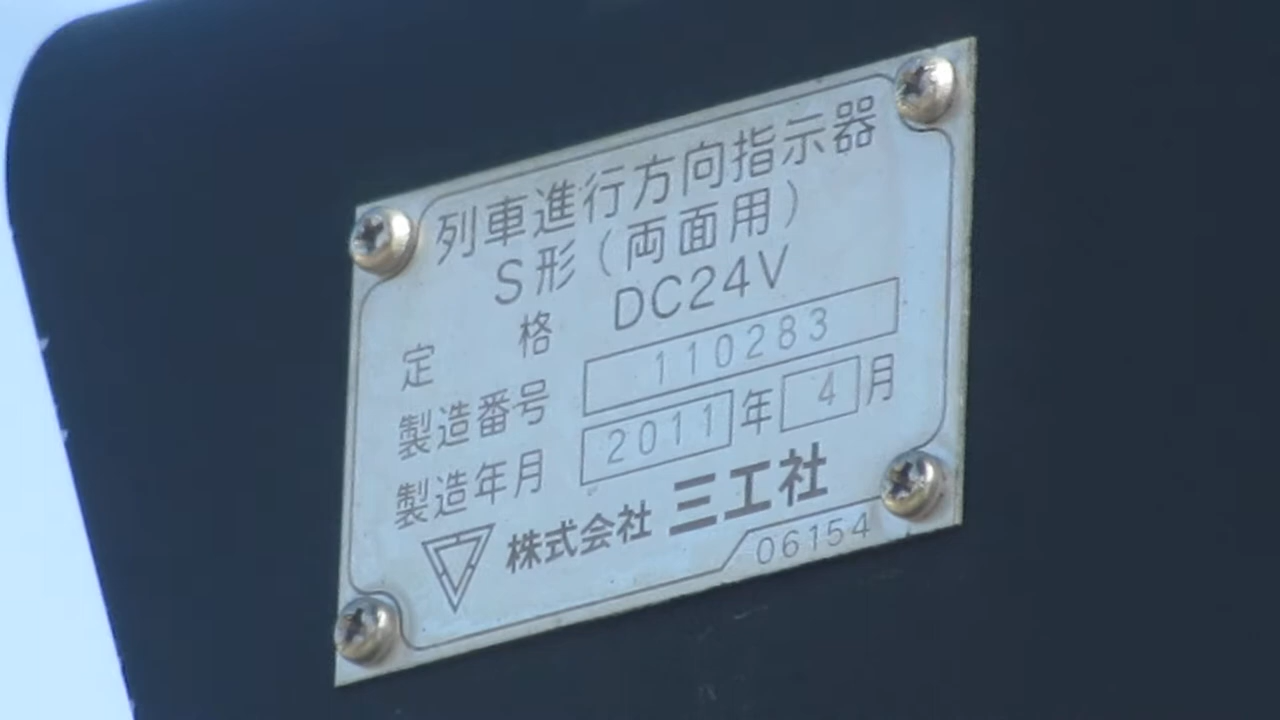 列車進行方向指示器
S形(両面用)
定 格 DC24V
製造番号 110283
製造年月 2011年 4月
株式会社 三工社
06154